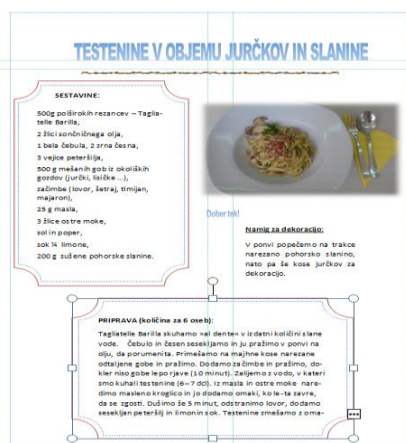 TESTENINE V OBJEMU JURČKOV IN SLANINE
SESTAVINE:
500g polširokih rezancev – Taglia-
telle Barilla,
2 žlici sončničnega olja,
1 bela čebula, 2 zrna česna,
3 vejice peteršilja,
500 g mešanih gob iz okoliških
gozdov (jurčki, lisičke ...),
začimbe (lovor, šetraj, timijan,
majaron),
25 g masla,
3 žlice ostre moke,
sol in poper,
sok ¼ limone,
200 g sušene pohorske slanine.
Dober tek!
Namig za dekoracijo:
V ponvi popečemo na trakce
narezano pohorsko slanino,
nato pa še kose jurčkov za
dekoracijo.
PRIPRAVA (količina za 6 oseb):
Tagliatelle Barilla skuhamo »al dente« v izdatni količini slane
vode. Čebulo in česen sesekljamo in ju pražimo v ponvi na
olju, da porumenita. Primešamo na majhne kose narezane
odtaljene gobe in pražimo. Dodamo začimbe in pražimo, do-
kler niso gobe lepo rjave (10 minut). Zalijemo z vodo, v kateri
smo kuhali testenine (6–7 dcl). Iz masla in ostre moke nare-
dimo masleno kroglico in jo dodamo omaki, ko le-ta zavre,
da se zgosti. Dušimo še 5 minut, odstranimo lovor, dodamo
sesekljan peteršilj in limonin sok. Testenine zmešamo z oma-